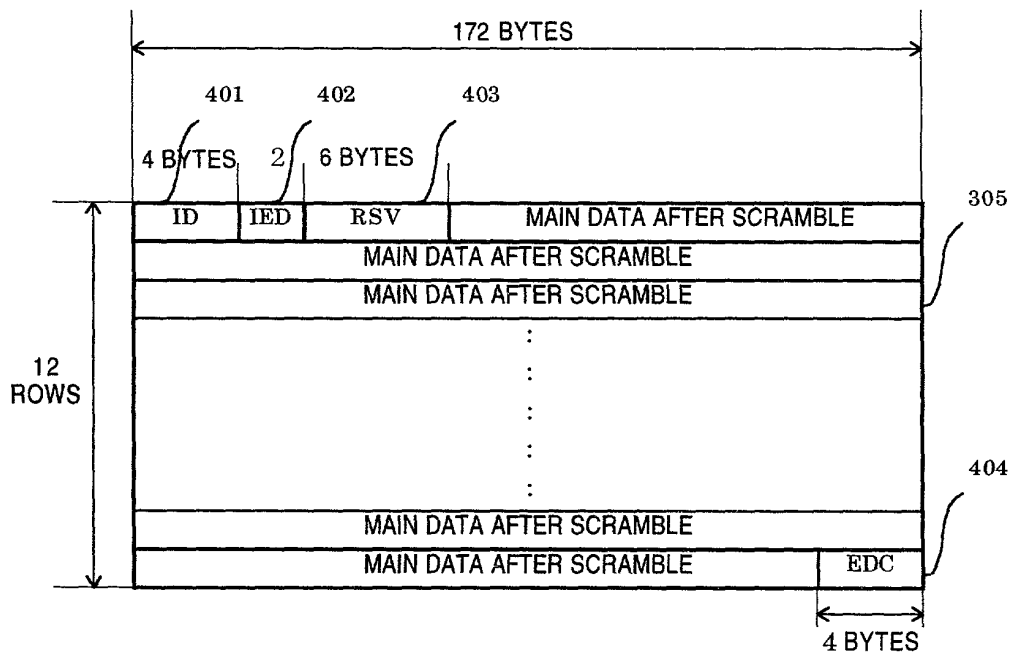 172 BYTES
401 402 403
4 BYTES 2 6 BYTES
ID IED RSV MAIN DATA AFTER SCRAMBLE
305
MAIN DATA AFTER SCRAMBLE
MAIN DATA AFTER SCRAMBLE
12
ROWS
404
MAIN DATA AFTER SCRAMBLE
MAIN DATA AFTER SCRAMBLE EDC
4 BYTES